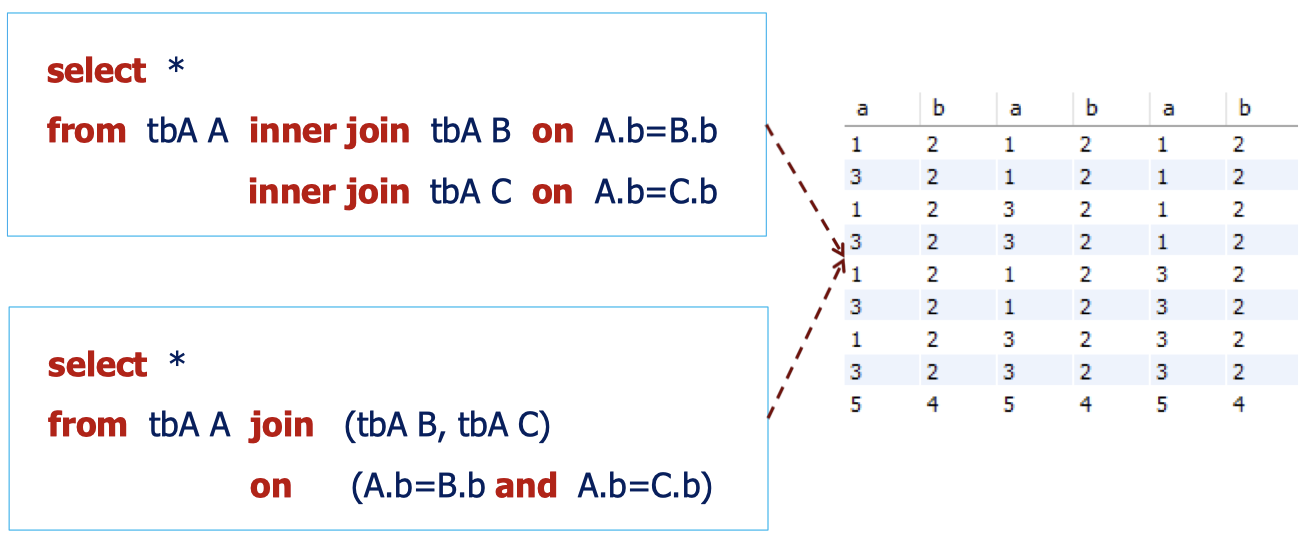 select *
from tbA A inner join tbA B on A.b=B.b
inner join tbA C on A.b=C.b
select *
from tbA A join (tbA B, tbA C)
on (A.b=B.b and A.b=C.b)
a b a b a b
1 2 1 2 1 2
3 2 1 2 1 2
1 2 3 2 1 2
3 2 3 2 1 2
1 2 1 2 3 2
3 2 1 2 3 2
1 2 3 2 3 2
3 2 3 2 3 2
5 4 5 4 5 4